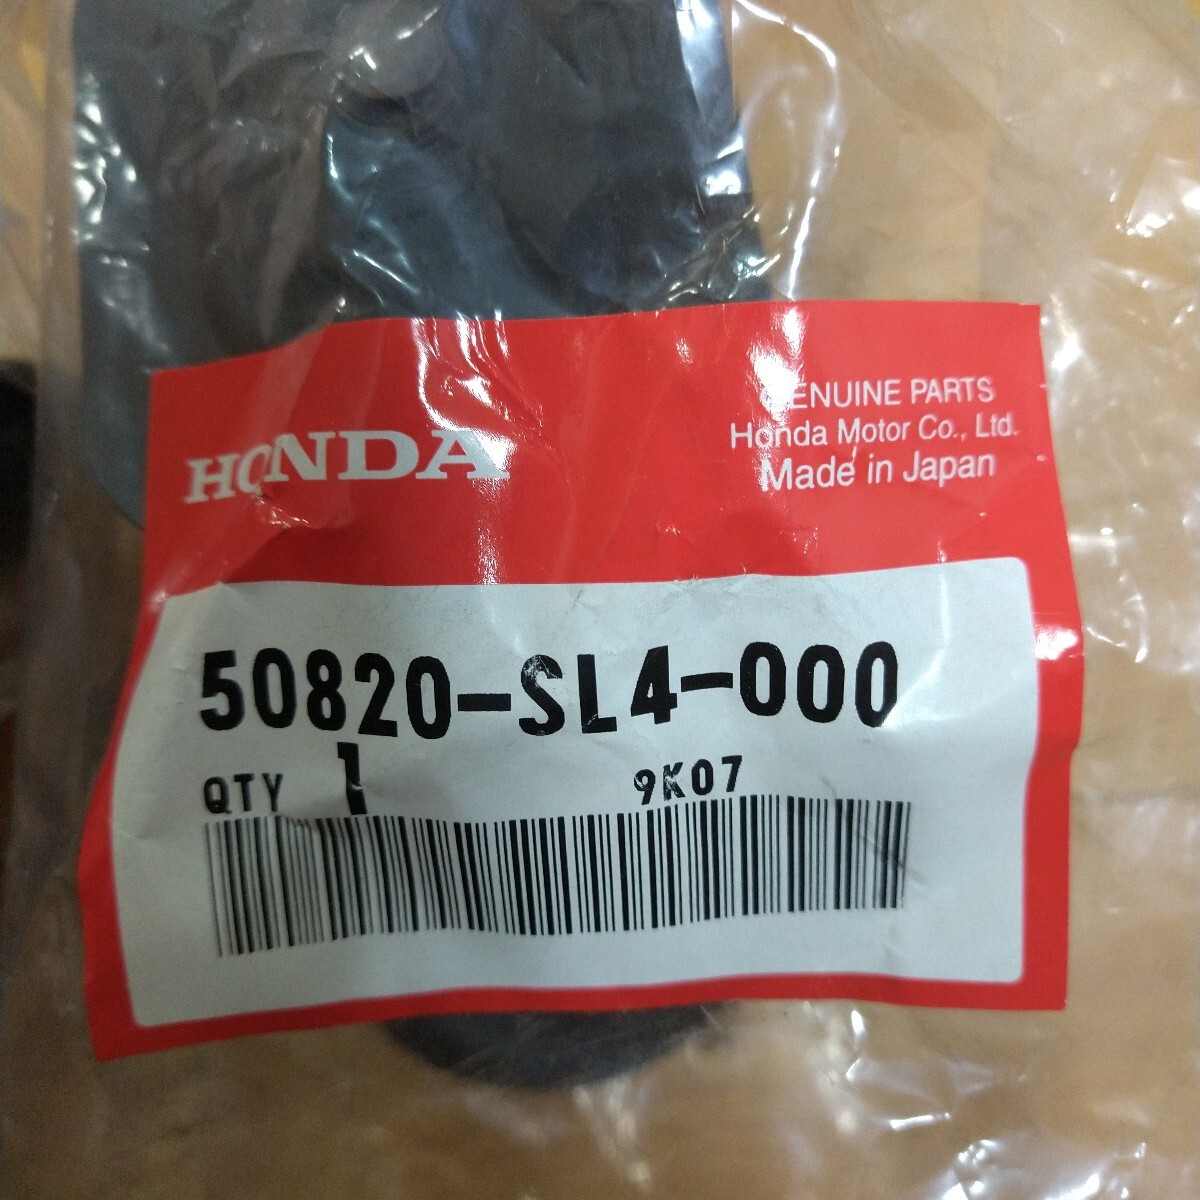 HONDA
GENUINE PARTS
Honda Motor Co., Ltd.
Made in Japan
50820-SL4-000
QTY 1 9K07